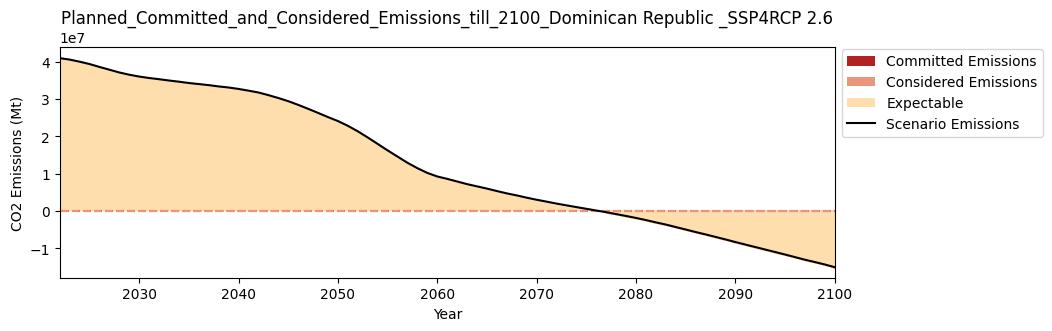 Planned_Committed_and_Considered_Emissions_till_2100_Dominican Republic _SSP4RCP 2.6
1e7
4
3
2
1
0
−1
CO2 Emissions (Mt)
2030 2040 2050 2060 2070 2080 2090 2100
Year
Committed Emissions
Considered Emissions
Expectable
Scenario Emissions